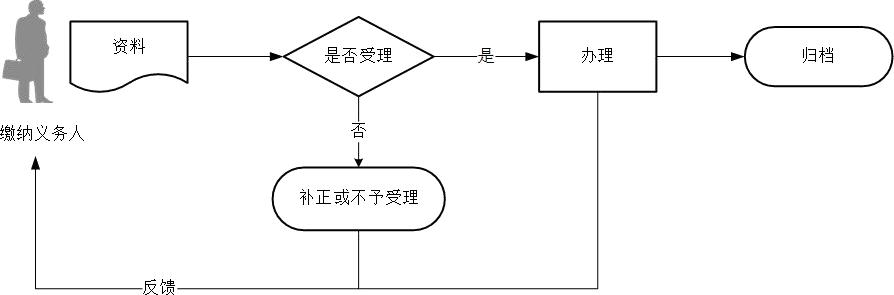 资料
是否受理
是
办理
归档
缴纳义务人
否
补正或不予受理
反馈